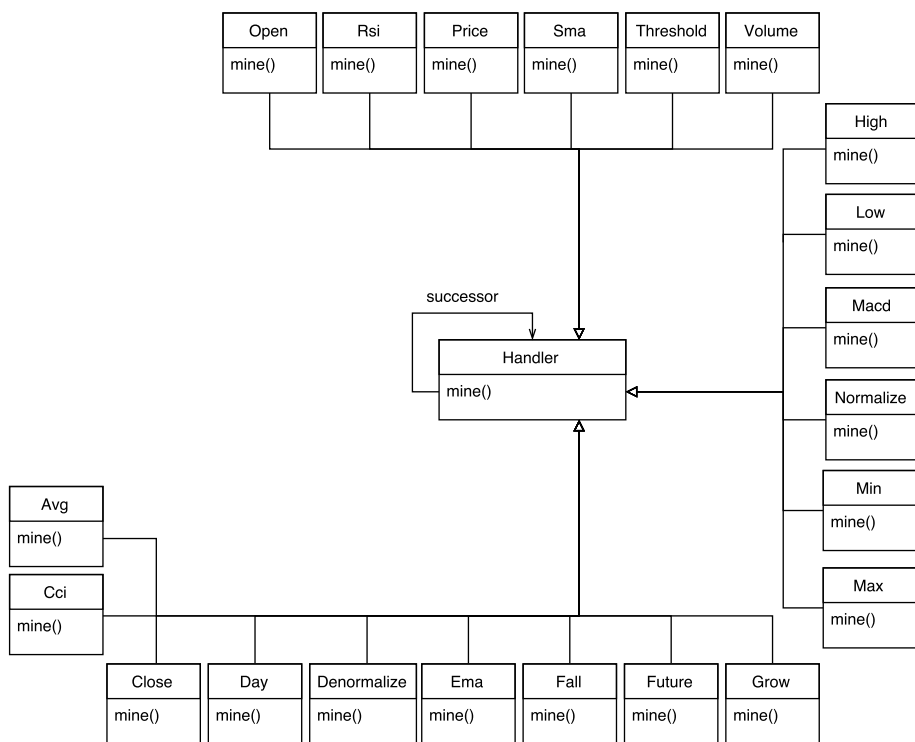 Open
mine()
Rsi
mine()
Price
mine()
Sma
mine()
Threshold
mine()
Volume
mine()
High
mine()
Low
mine()
successor
Macd
mine()
Handler
mine()
Normalize
mine()
Min
mine()
Avg
mine()
Cci
mine()
Max
mine()
Close
mine()
Day
mine()
Denormalize
mine()
Ema
mine()
Fall
mine()
Future
mine()
Grow
mine()